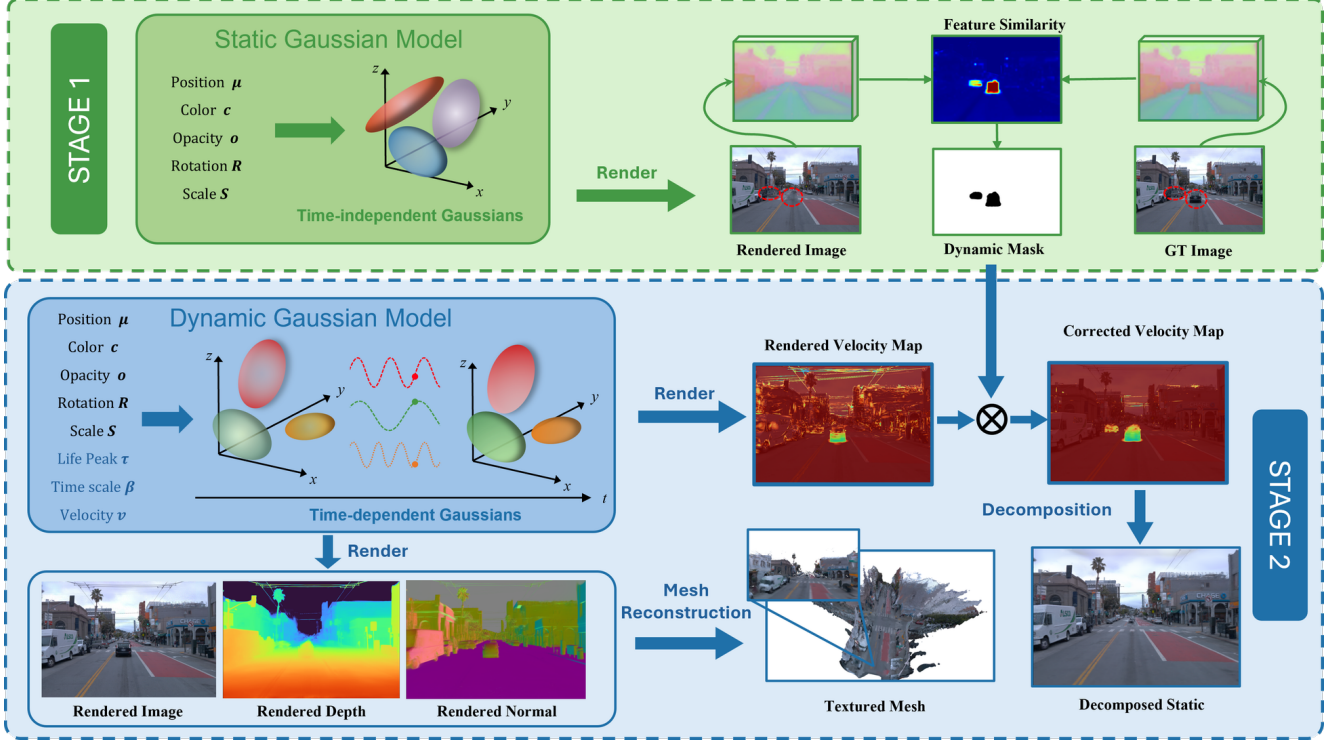 STAGE 1
Static Gaussian Model
Position μ
Color c
Opacity o
Rotation R
Scale S
z
y
x
Time-independent Gaussians
Render
Feature Similarity
Rendered Image
Dynamic Mask
GT Image
STAGE 2
Dynamic Gaussian Model
Position μ
Color c
Opacity o
Rotation R
Scale S
Life Peak τ
Time scale β
Velocity v
z
y
x
z
y
x
t
Time-dependent Gaussians
Render
Rendered Velocity Map
Corrected Velocity Map
Decomposition
Render
Rendered Image
Rendered Depth
Rendered Normal
Mesh
Reconstruction
Textured Mesh
Decomposed Static